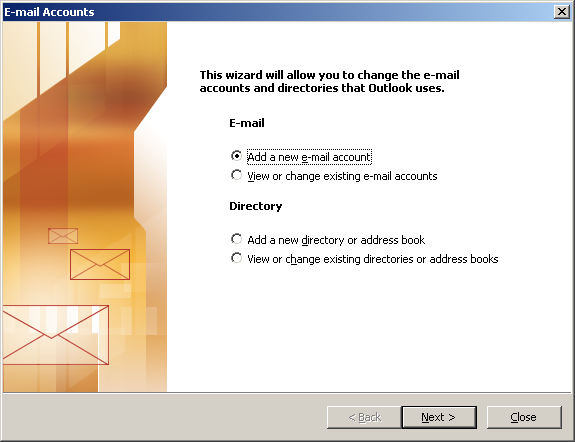 E-mail Accounts
This wizard will allow you to change the e-mail
accounts and directories that Outlook uses.
E-mail
Add a new e-mail account
View or change existing e-mail accounts
Directory
Add a new directory or address book
View or change existing directories or address books
< Back
Next >
Close